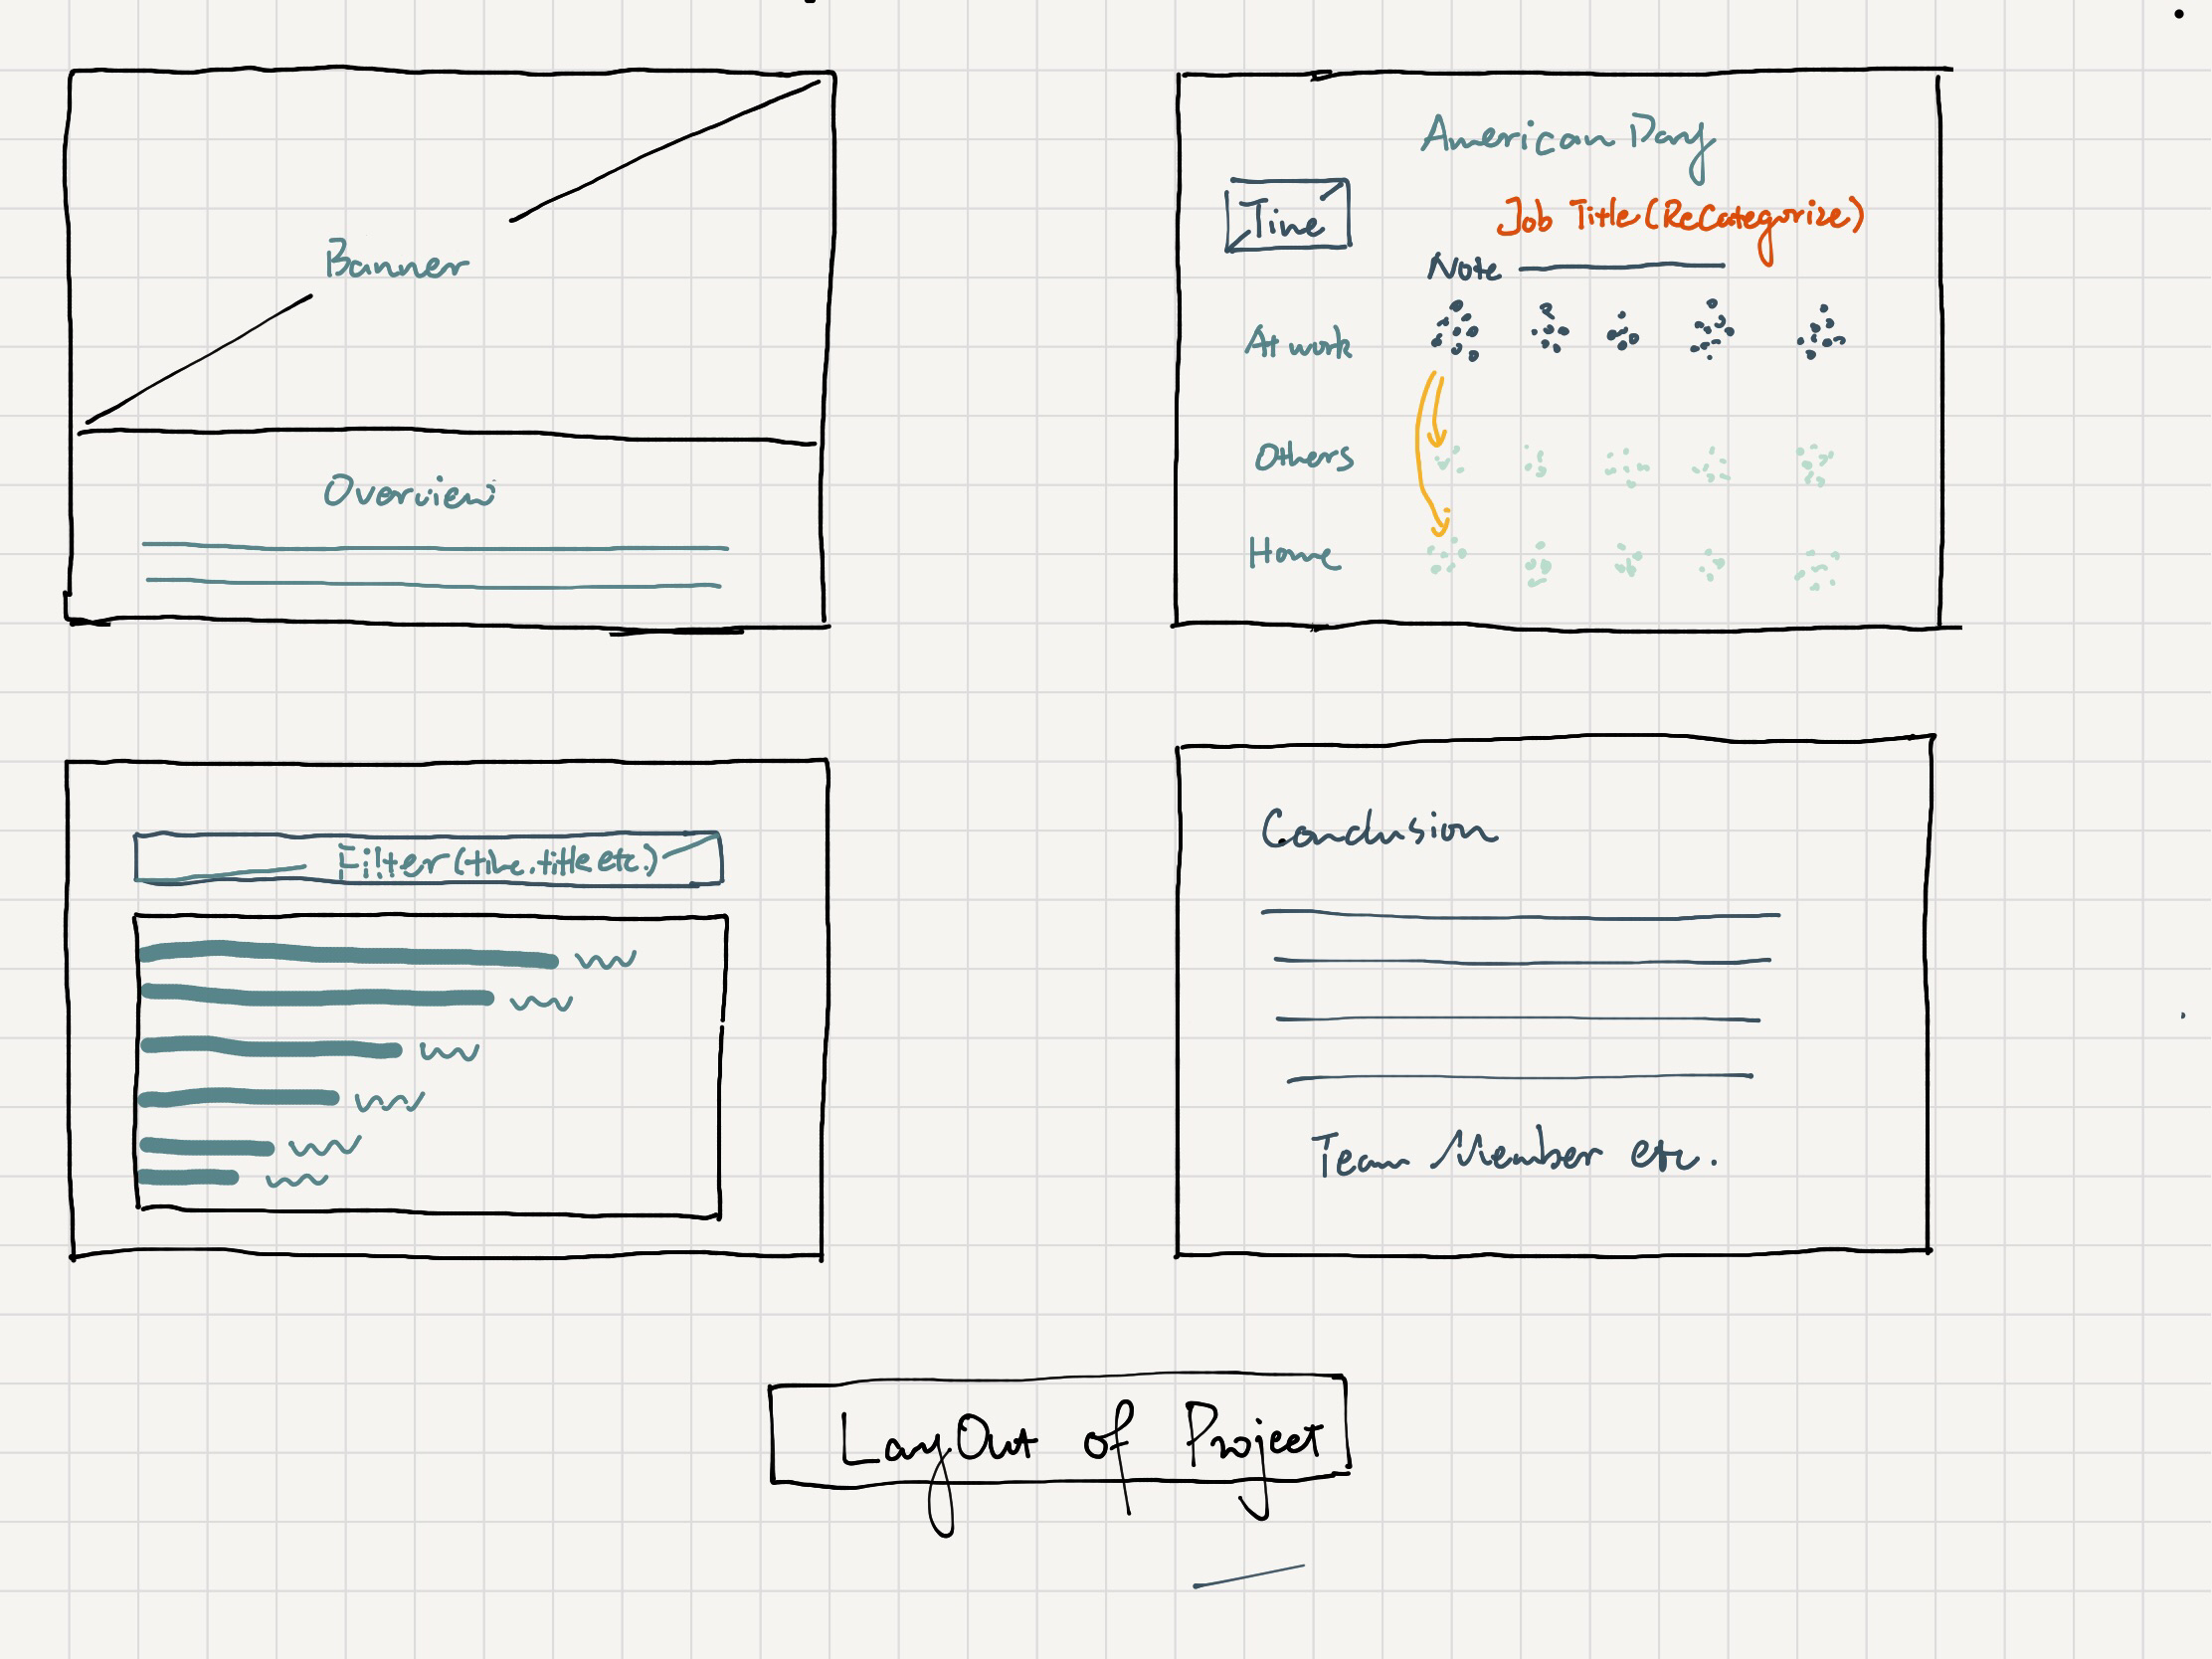 Banner
Overview
American Day
Time
Job Title (ReCategorize)
Note
At work
Others
Home
Filter (time, title etc.)
Conclusion
Team Member etc.
LayOut of Project